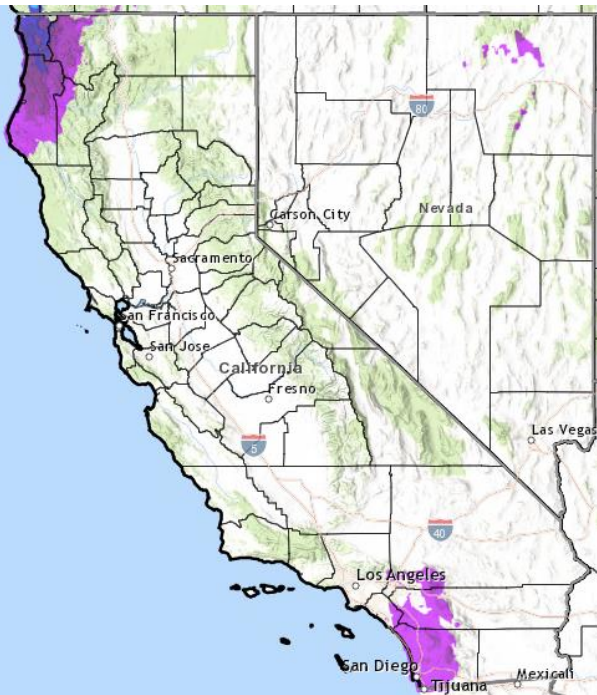 80
Carson City
Nevada
Sacramento
San Francisco
San Jose
California
Fresno
5
Las Vegas
40
Los Angeles
San Diego
Tijuana
Mexicali